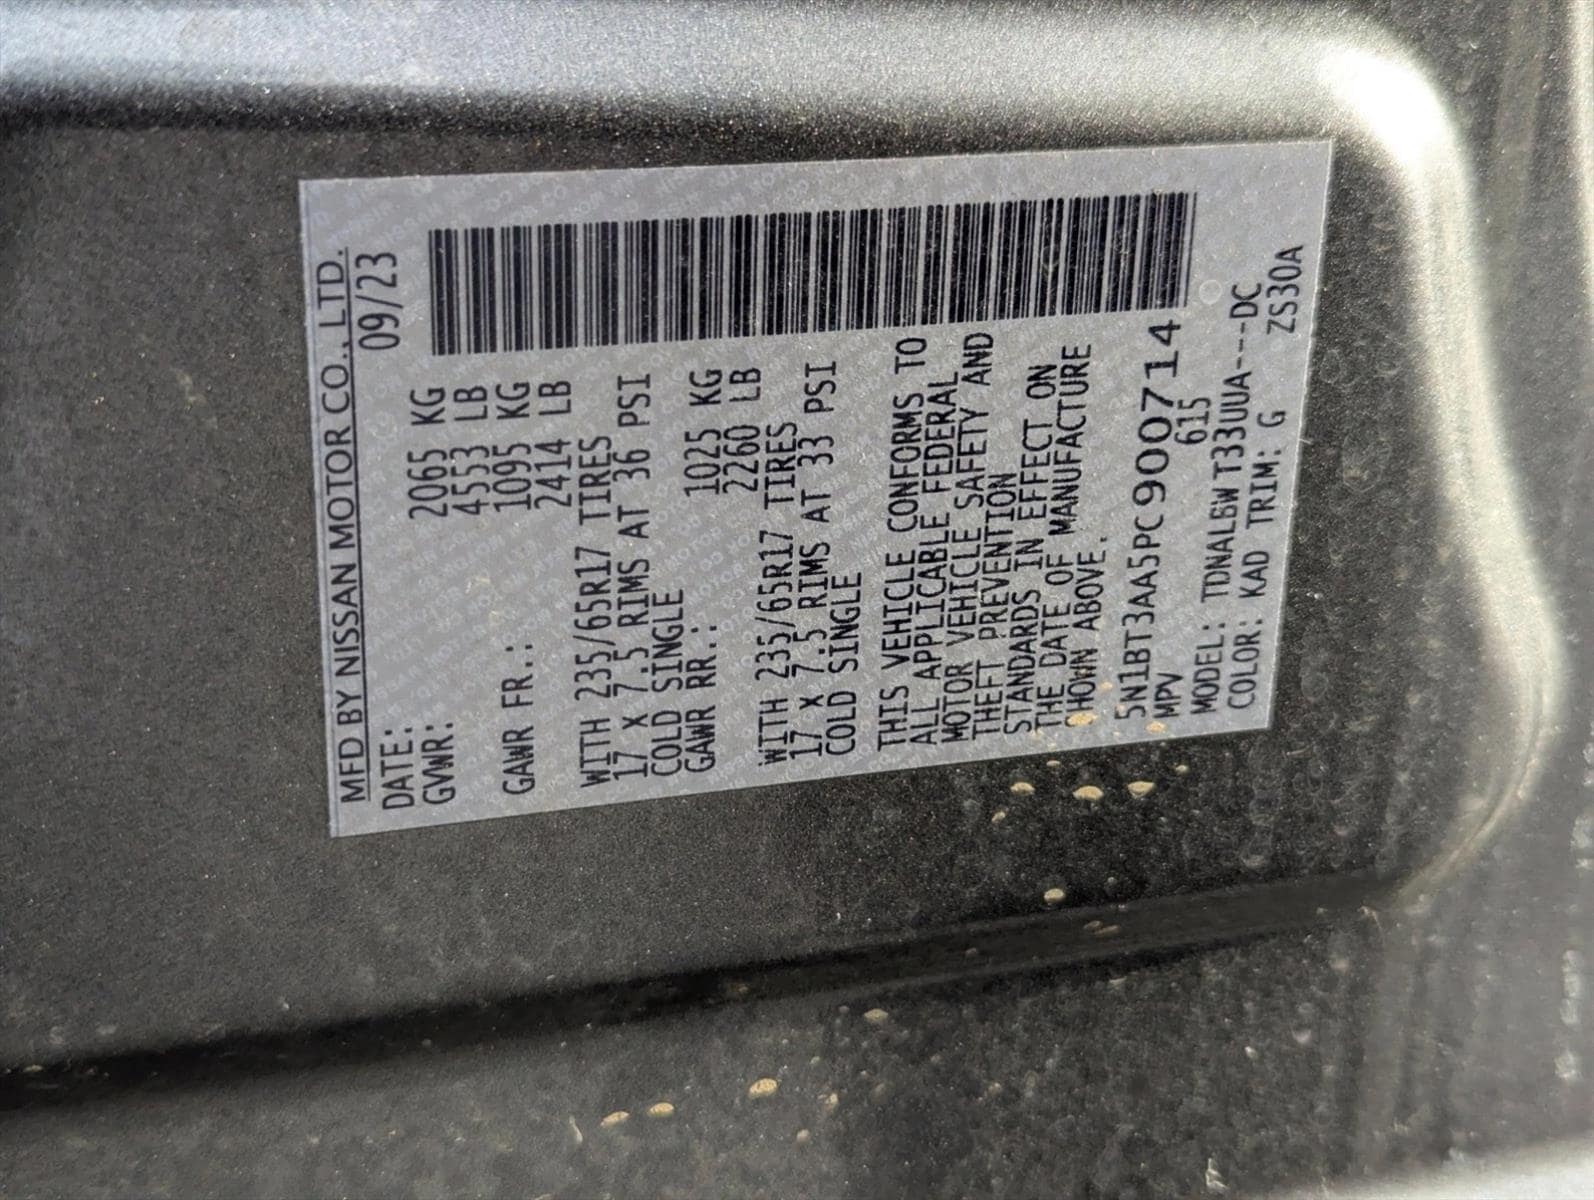 MFD BY NISSAN MOTOR CO., LTD.
DATE: 09/23
GVWR: 2065 KG
4553 LB
GAWR FR.: 1095 KG
2414 LB
WITH 235/65R17 TIRES
17 X 7.5 RIMS AT 36 PSI
COLD SINGLE
GAWR RR.: 1025 KG
2260 LB
WITH 235/65R17 TIRES
17 X 7.5 RIMS AT 33 PSI
COLD SINGLE
THIS VEHICLE CONFORMS TO
ALL APPLICABLE FEDERAL
MOTOR VEHICLE SAFETY AND
THEFT PREVENTION
STANDARDS IN EFFECT ON
THE DATE OF MANUFACTURE
SHOWN ABOVE.
5N1BT3AA5PC900714
MPV 615
MODEL: TDNALBWT33UUA---DC
COLOR: KAD TRIM: G ZS30A